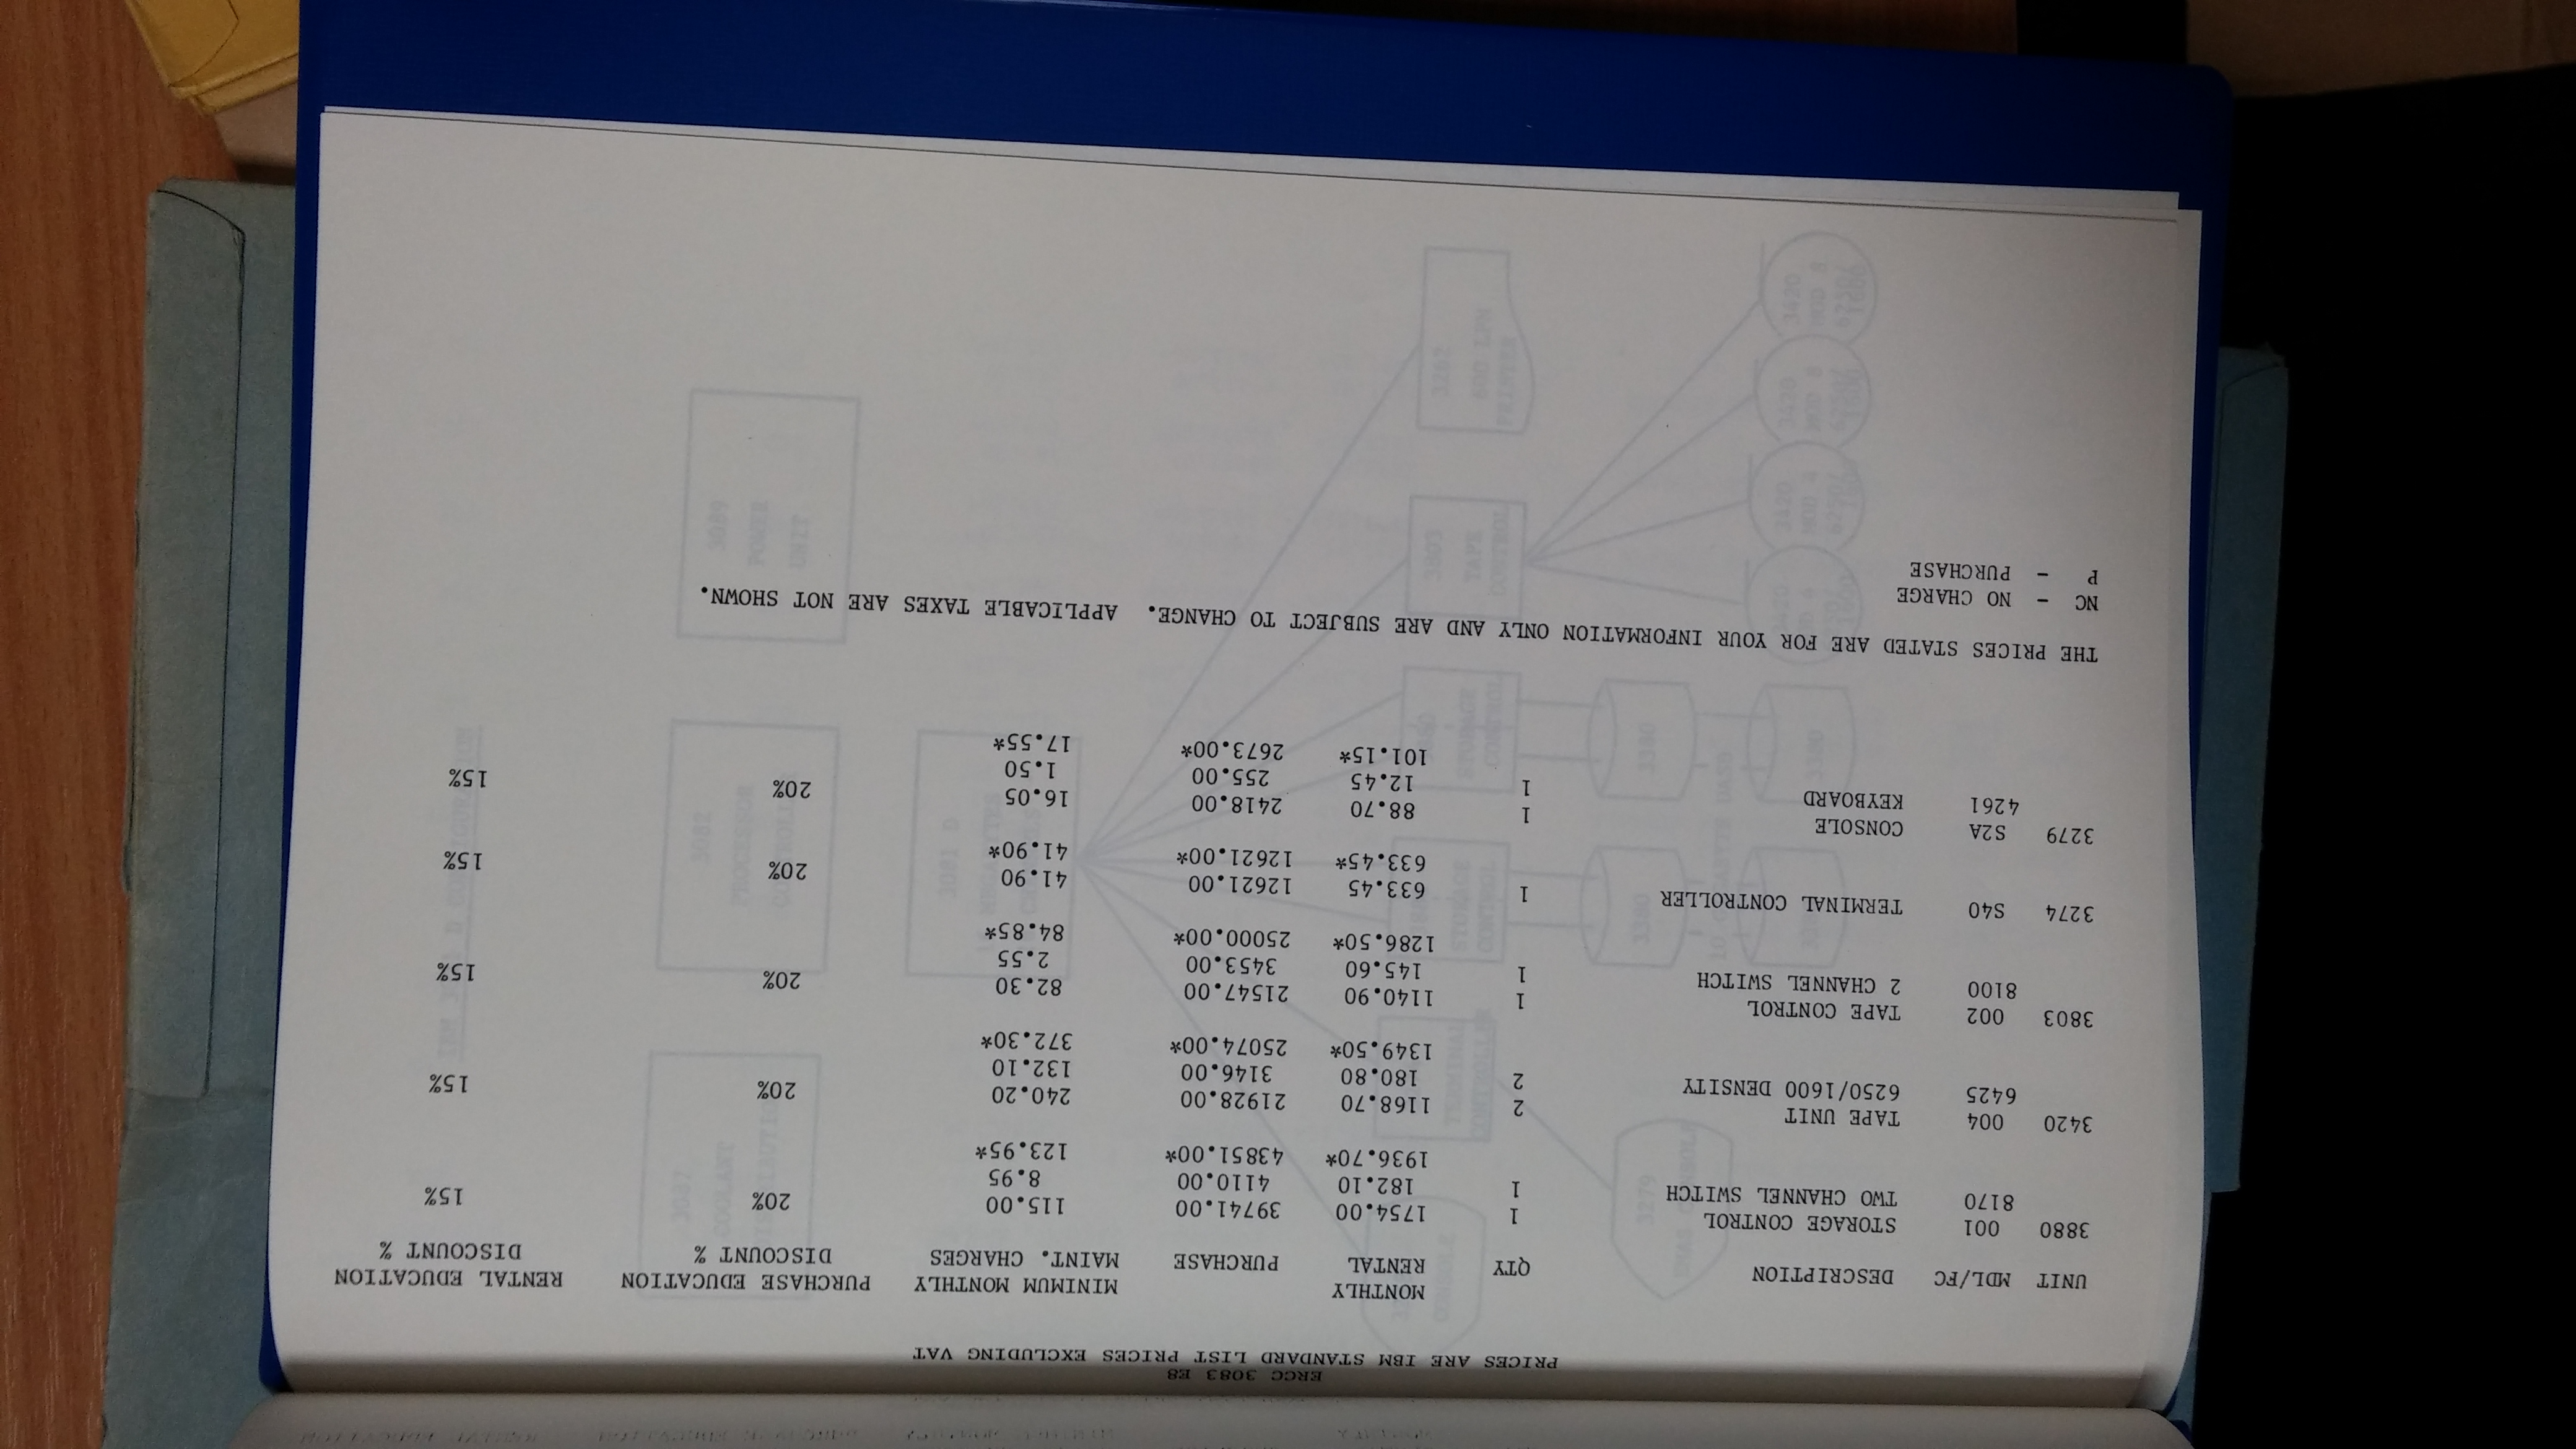 ERCC 3083 E8
PRICES ARE IBM STANDARD LIST PRICES EXCLUDING VAT
UNIT MDL/FC DESCRIPTION QTY MONTHLY RENTAL PURCHASE MINIMUM MONTHLY MAINT. CHARGES PURCHASE EDUCATION DISCOUNT % RENTAL EDUCATION DISCOUNT %
3880 001 STORAGE CONTROL 1 1754.00 39741.00 115.00 20% 15%
8170 TWO CHANNEL SWITCH 1 182.10 4110.00 8.95
1936.70* 43851.00* 123.95*
3420 004 TAPE UNIT 2 1168.70 21928.00 240.20 20% 15%
6425 6250/1600 DENSITY 2 180.80 3146.00 132.10
1349.50* 25074.00* 372.30*
3803 002 TAPE CONTROL 1 1140.90 21547.00 82.30 20% 15%
8100 2 CHANNEL SWITCH 1 145.60 3453.00 2.55
1286.50* 25000.00* 84.85*
3274 S40 TERMINAL CONTROLLER 1 633.45 12621.00 41.90 20% 15%
633.45* 12621.00* 41.90*
3279 S2A CONSOLE 1 88.70 2418.00 16.05 20% 15%
4261 KEYBOARD 1 12.45 255.00 1.50
101.15* 2673.00* 17.55*
THE PRICES STATED ARE FOR YOUR INFORMATION ONLY AND ARE SUBJECT TO CHANGE. APPLICABLE TAXES ARE NOT SHOWN.
NC - NO CHARGE
P - PURCHASE